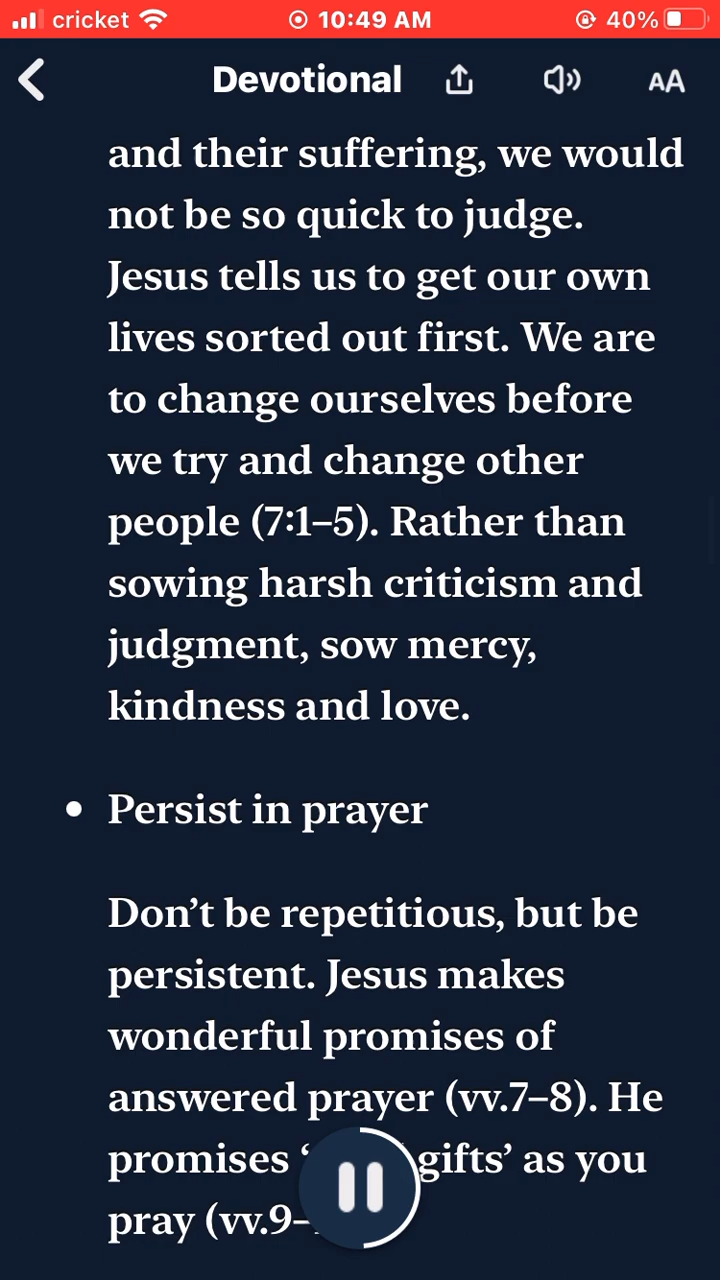 cricket 10:49 AM 40%
Devotional AA
and their suffering, we would
not be so quick to judge.
Jesus tells us to get our own
lives sorted out first. We are
to change ourselves before
we try and change other
people (7:1–5). Rather than
sowing harsh criticism and
judgment, sow mercy,
kindness and love.
• Persist in prayer
Don’t be repetitious, but be
persistent. Jesus makes
wonderful promises of
answered prayer (vv.7–8). He
promises ‘ gifts’ as you
pray (vv.9–